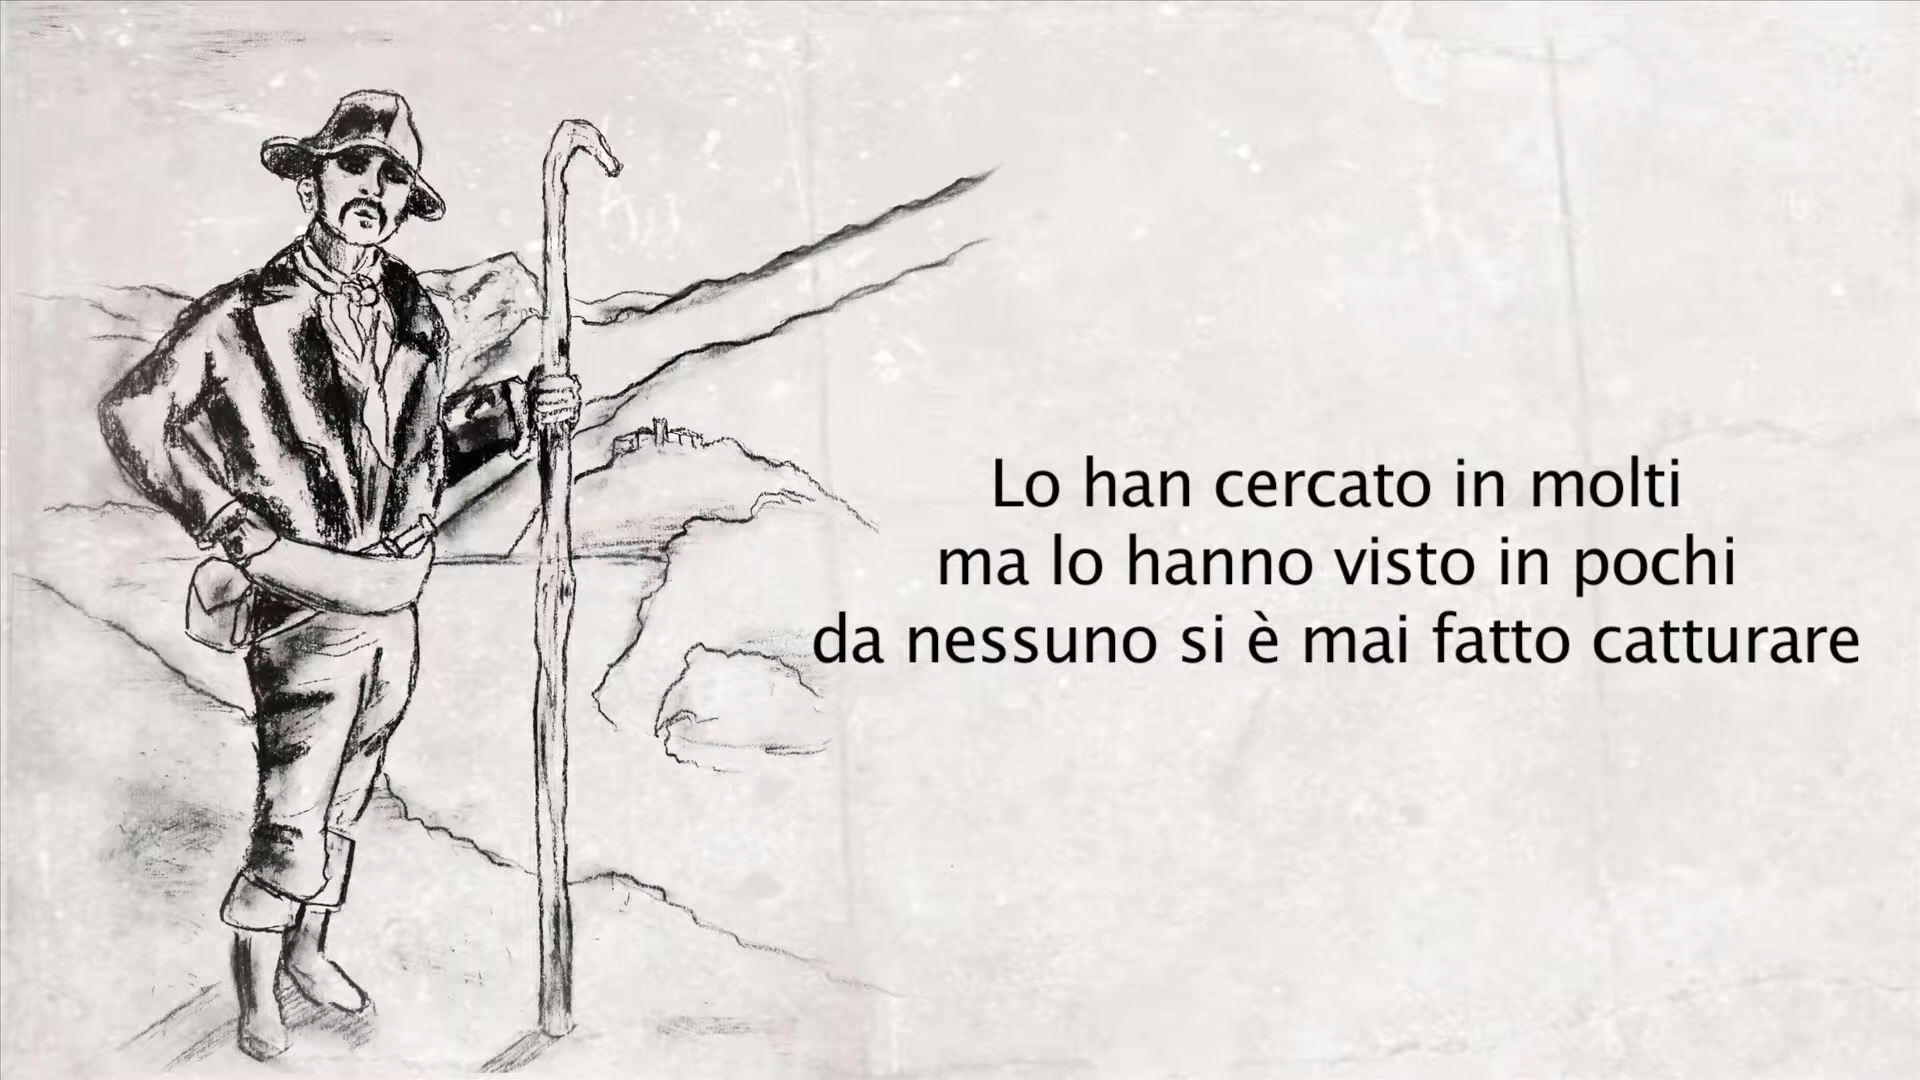 Lo han cercato in molti
ma lo hanno visto in pochi
da nessuno si è mai fatto catturare